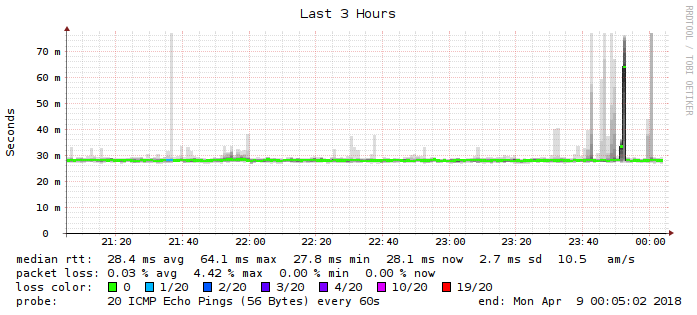 Last 3 Hours
RRDTOOL / TOBI OETIKER
Seconds
70 m
60 m
50 m
40 m
30 m
20 m
10 m
0
21:20 21:40 22:00 22:20 22:40 23:00 23:20 23:40 00:00
median rtt: 28.4 ms avg 64.1 ms max 27.8 ms min 28.1 ms now 2.7 ms sd 10.5 am/s
packet loss: 0.03 % avg 4.42 % max 0.00 % min 0.00 % now
loss color: 0 1/20 2/20 3/20 4/20 10/20 19/20
probe: 20 ICMP Echo Pings (56 Bytes) every 60s end: Mon Apr 9 00:05:02 2018